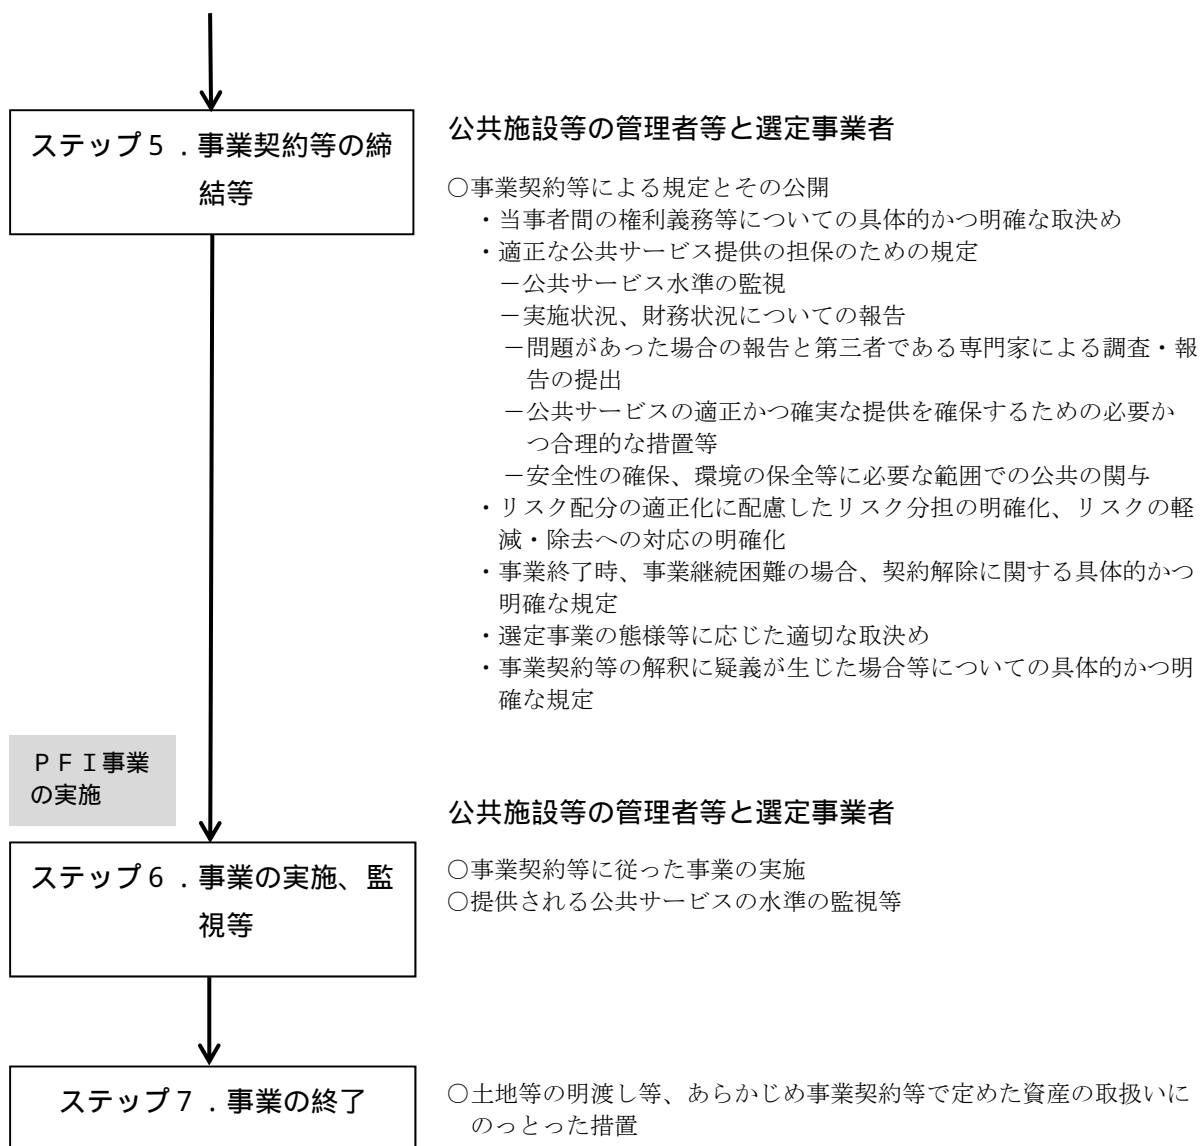 ステップ５．事業契約等の締
結等
公共施設等の管理者等と選定事業者
○事業契約等による規定とその公開
・当事者間の権利義務等についての具体的かつ明確な取決め
・適正な公共サービス提供の担保のための規定
－公共サービス水準の監視
－実施状況、財務状況についての報告
－問題があった場合の報告と第三者である専門家による調査・報
告の提出
－公共サービスの適正かつ確実な提供を確保するための必要か
つ合理的な措置等
－安全性の確保、環境の保全等に必要な範囲での公共の関与
・リスク配分の適正化に配慮したリスク分担の明確化、リスクの軽
減・除去への対応の明確化
・事業終了時、事業継続困難の場合、契約解除に関する具体的かつ
明確な規定
・選定事業の態様等に応じた適切な取決め
・事業契約等の解釈に疑義が生じた場合等についての具体的かつ明
確な規定
ＰＦＩ事業
の実施
ステップ６．事業の実施、監
視等
公共施設等の管理者等と選定事業者
○事業契約等に従った事業の実施
○提供される公共サービスの水準の監視等
ステップ７．事業の終了
○土地等の明渡し等、あらかじめ事業契約等で定めた資産の取扱いに
のっとった措置